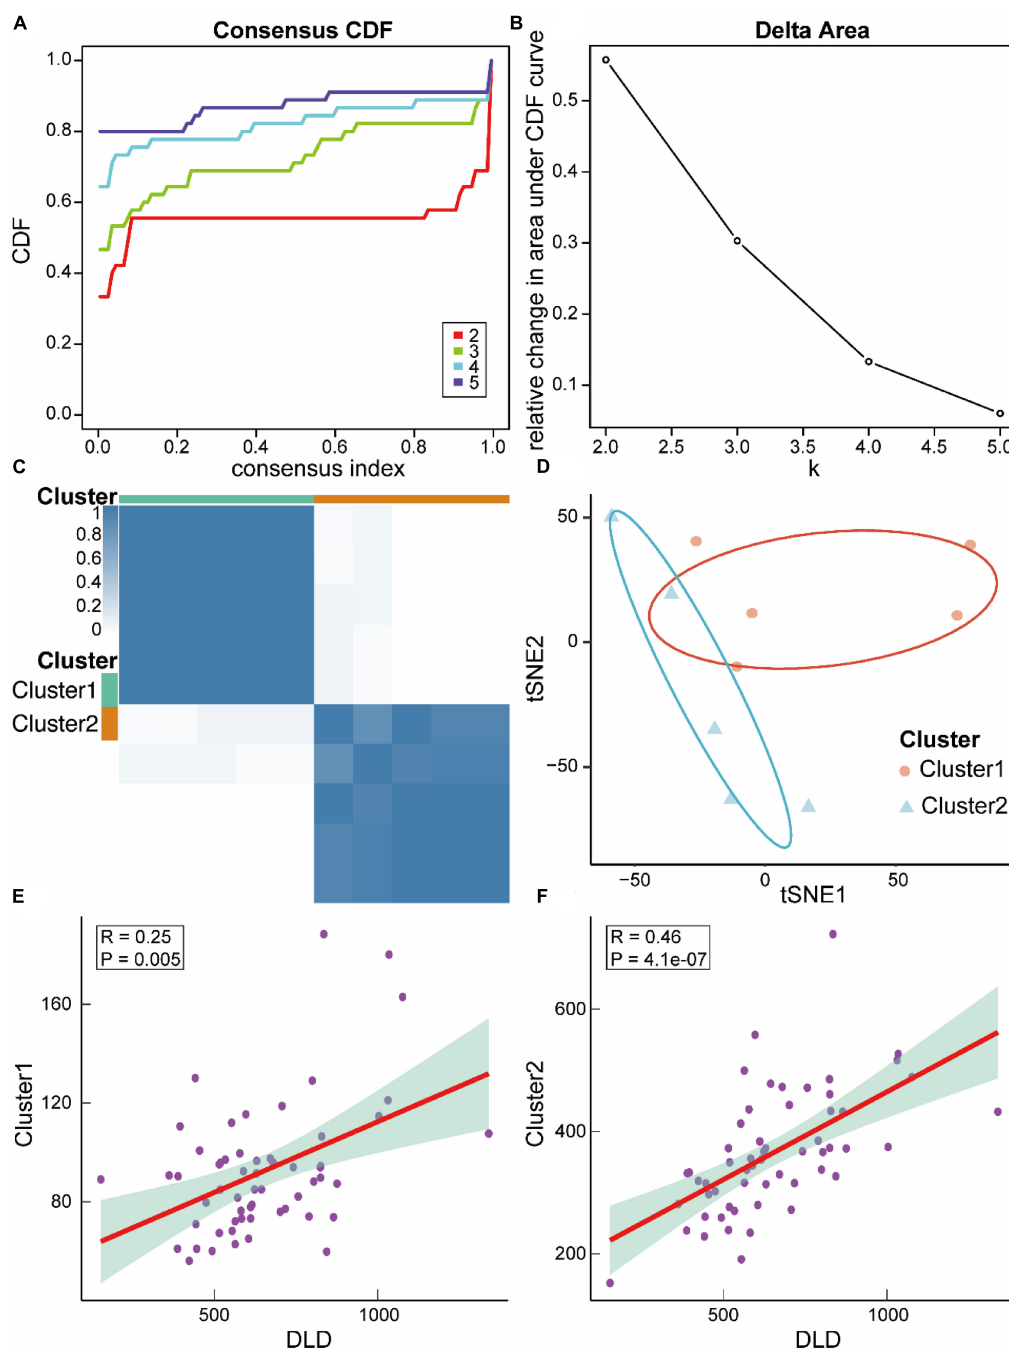 A
Consensus CDF
CDF
1.0
0.8
0.6
0.4
0.2
0.0
2
3
4
5
0.0 0.2 0.4 0.6 0.8 1.0
consensus index
B
Delta Area
relative change in area under CDF curve
0.5
0.4
0.3
0.2
0.1
2.0 2.5 3.0 3.5 4.0 4.5 5.0
k
C
Cluster
1
0.8
0.6
0.4
0.2
0
Cluster
Cluster1
Cluster2
D
tSNE2
50
0
−50
Cluster
Cluster1
Cluster2
−50 0 50
tSNE1
E
R = 0.25
P = 0.005
Cluster1
160
120
80
500 1000
DLD
F
R = 0.46
P = 4.1e-07
Cluster2
600
400
200
500 1000
DLD